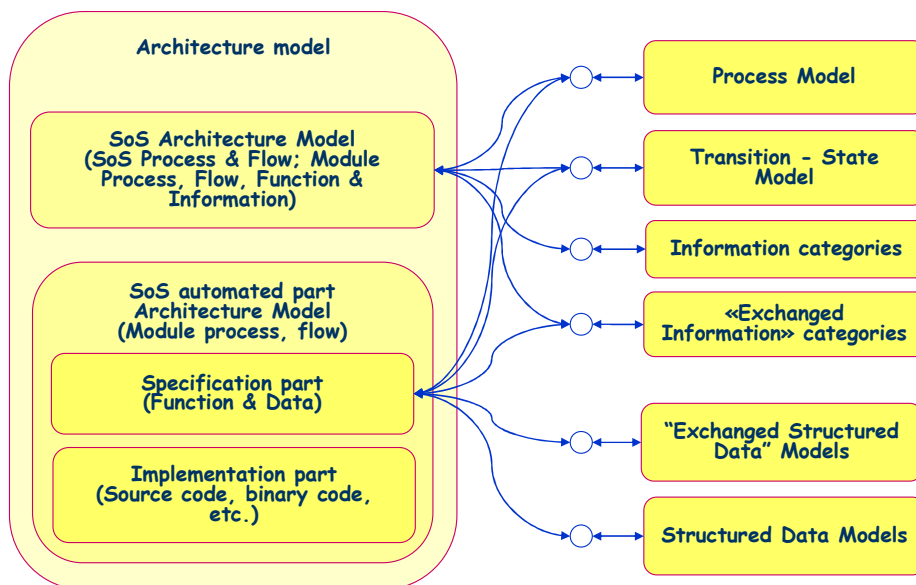 Architecture model
SoS Architecture Model
(SoS Process & Flow; Module
Process, Flow, Function &
Information)
SoS automated part
Architecture Model
(Module process, flow)
Specification part
(Function & Data)
Implementation part
(Source code, binary code,
etc.)
Process Model
Transition - State
Model
Information categories
«Exchanged
Information» categories
“Exchanged Structured
Data” Models
Structured Data Models